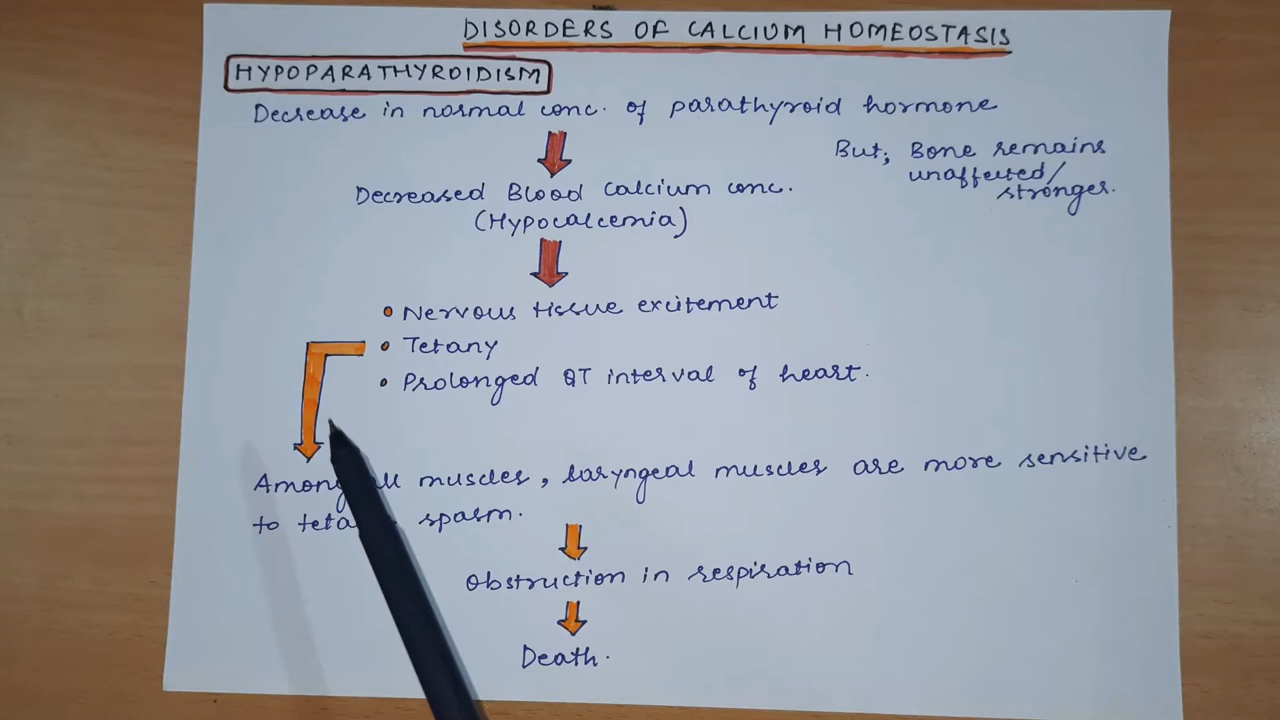 DISORDERS OF CALCIUM HOMEOSTASIS
HYPOPARATHYROIDISM
Decrease in normal conc. of parathyroid hormone
But, Bone remains
unaffected/
stronger.
Decreased Blood Calcium conc.
(Hypocalcemia)
• Nervous tissue excitement
• Tetany
• Prolonged QT interval of heart.
Among muscles, laryngeal muscles are more sensitive
to spasm.
Obstruction in respiration
Death.